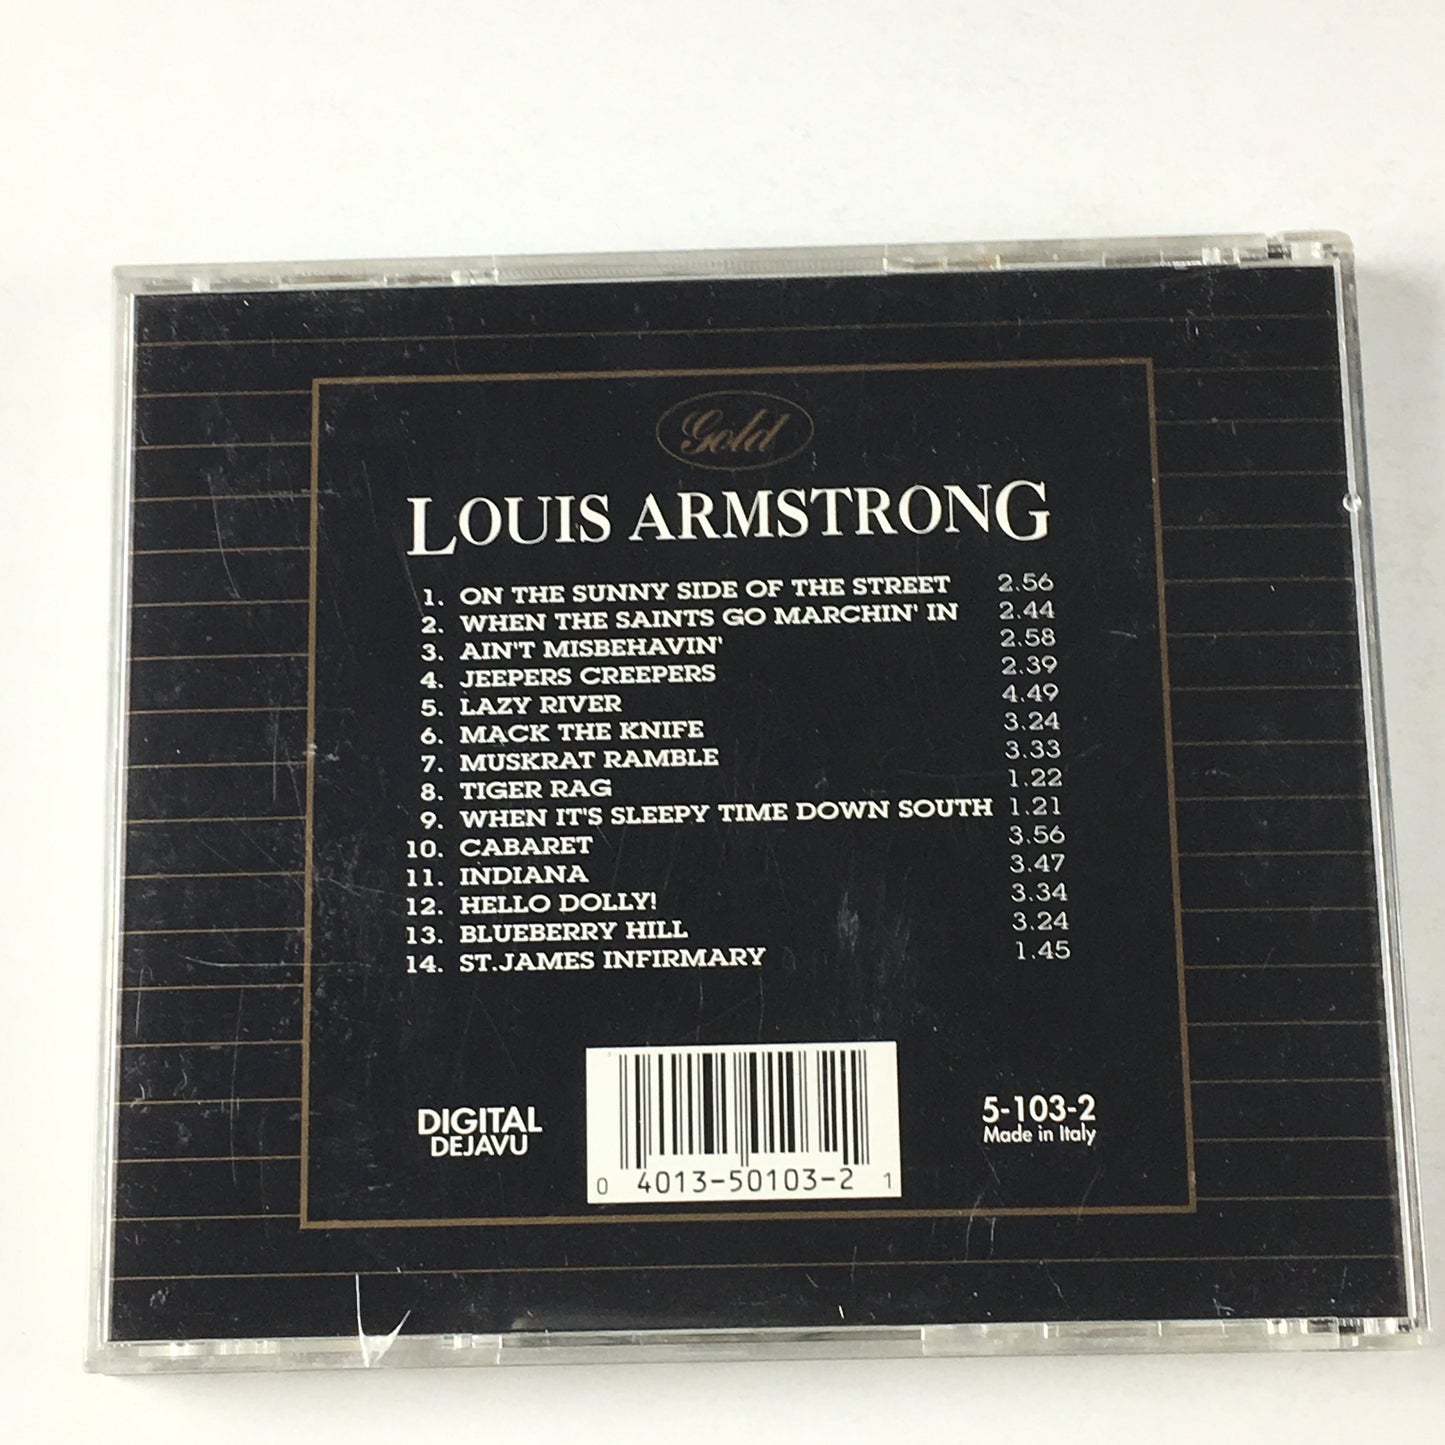 Gold
LOUIS ARMSTRONG
1. ON THE SUNNY SIDE OF THE STREET 2.56
2. WHEN THE SAINTS GO MARCHIN' IN 2.44
3. AIN'T MISBEHAVIN' 2.58
4. JEEPERS CREEPERS 2.39
5. LAZY RIVER 4.49
6. MACK THE KNIFE 3.24
7. MUSKRAT RAMBLE 3.33
8. TIGER RAG 1.22
9. WHEN IT'S SLEEPY TIME DOWN SOUTH 1.21
10. CABARET 3.56
11. INDIANA 3.47
12. HELLO DOLLY! 3.34
13. BLUEBERRY HILL 3.24
14. ST.JAMES INFIRMARY 1.45
DIGITAL
DEJAVU
0 4013-50103-2 1
5-103-2
Made in Italy